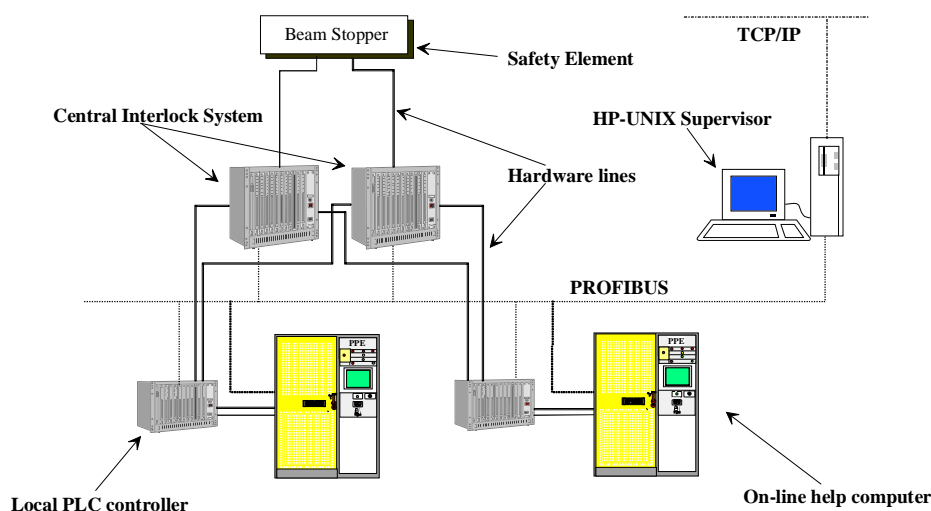 Beam Stopper
TCP/IP
Safety Element
Central Interlock System
HP-UNIX Supervisor
Hardware lines
PROFIBUS
PPE
PPE
Local PLC controller
On-line help computer